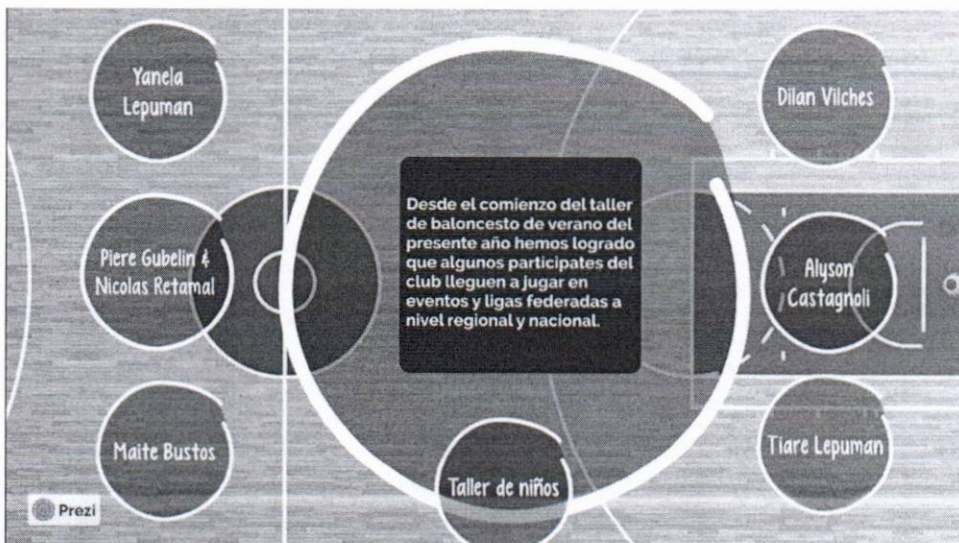 Yanela
Lepuman
Dilan Vilches
Desde el comienzo del taller
de baloncesto de verano del
presente año hemos logrado
que algunos participates del
club lleguen a jugar en
eventos y ligas federadas a
nivel regional y nacional.
Piere Gubelin &
Nicolas Retamal
Alyson
Castagnoli
Maite Bustos
Tiare Lepuman
Taller de niños
Prezi